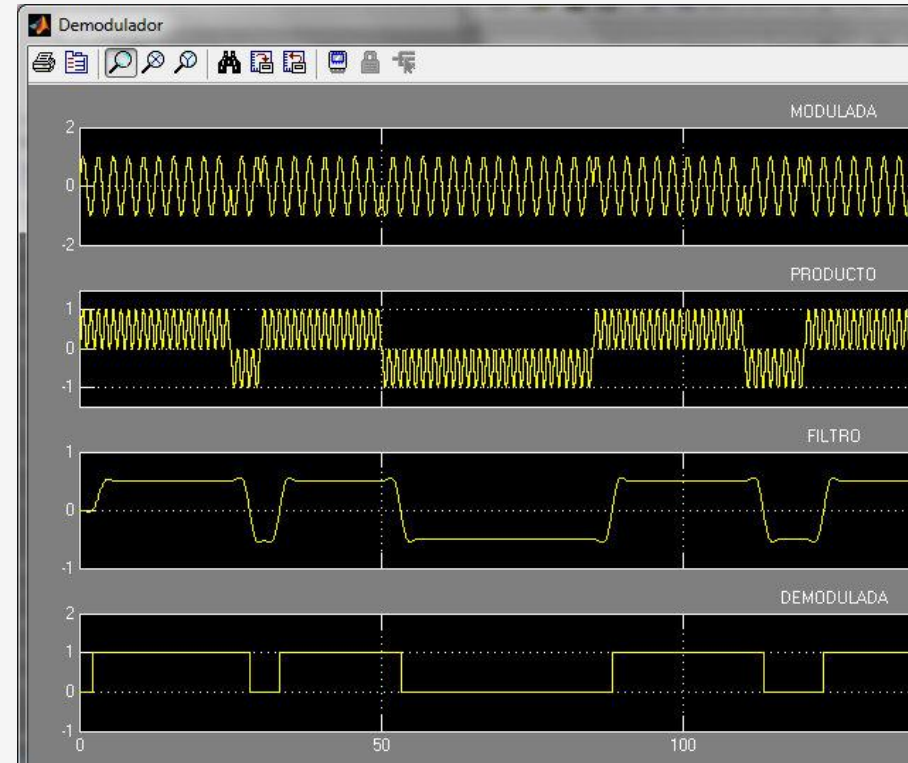 Demodulador
MODULADA
2
0
-2
PRODUCTO
1
0
-1
FILTRO
1
0
-1
DEMODULADA
2
1
0
-1
0 50 100